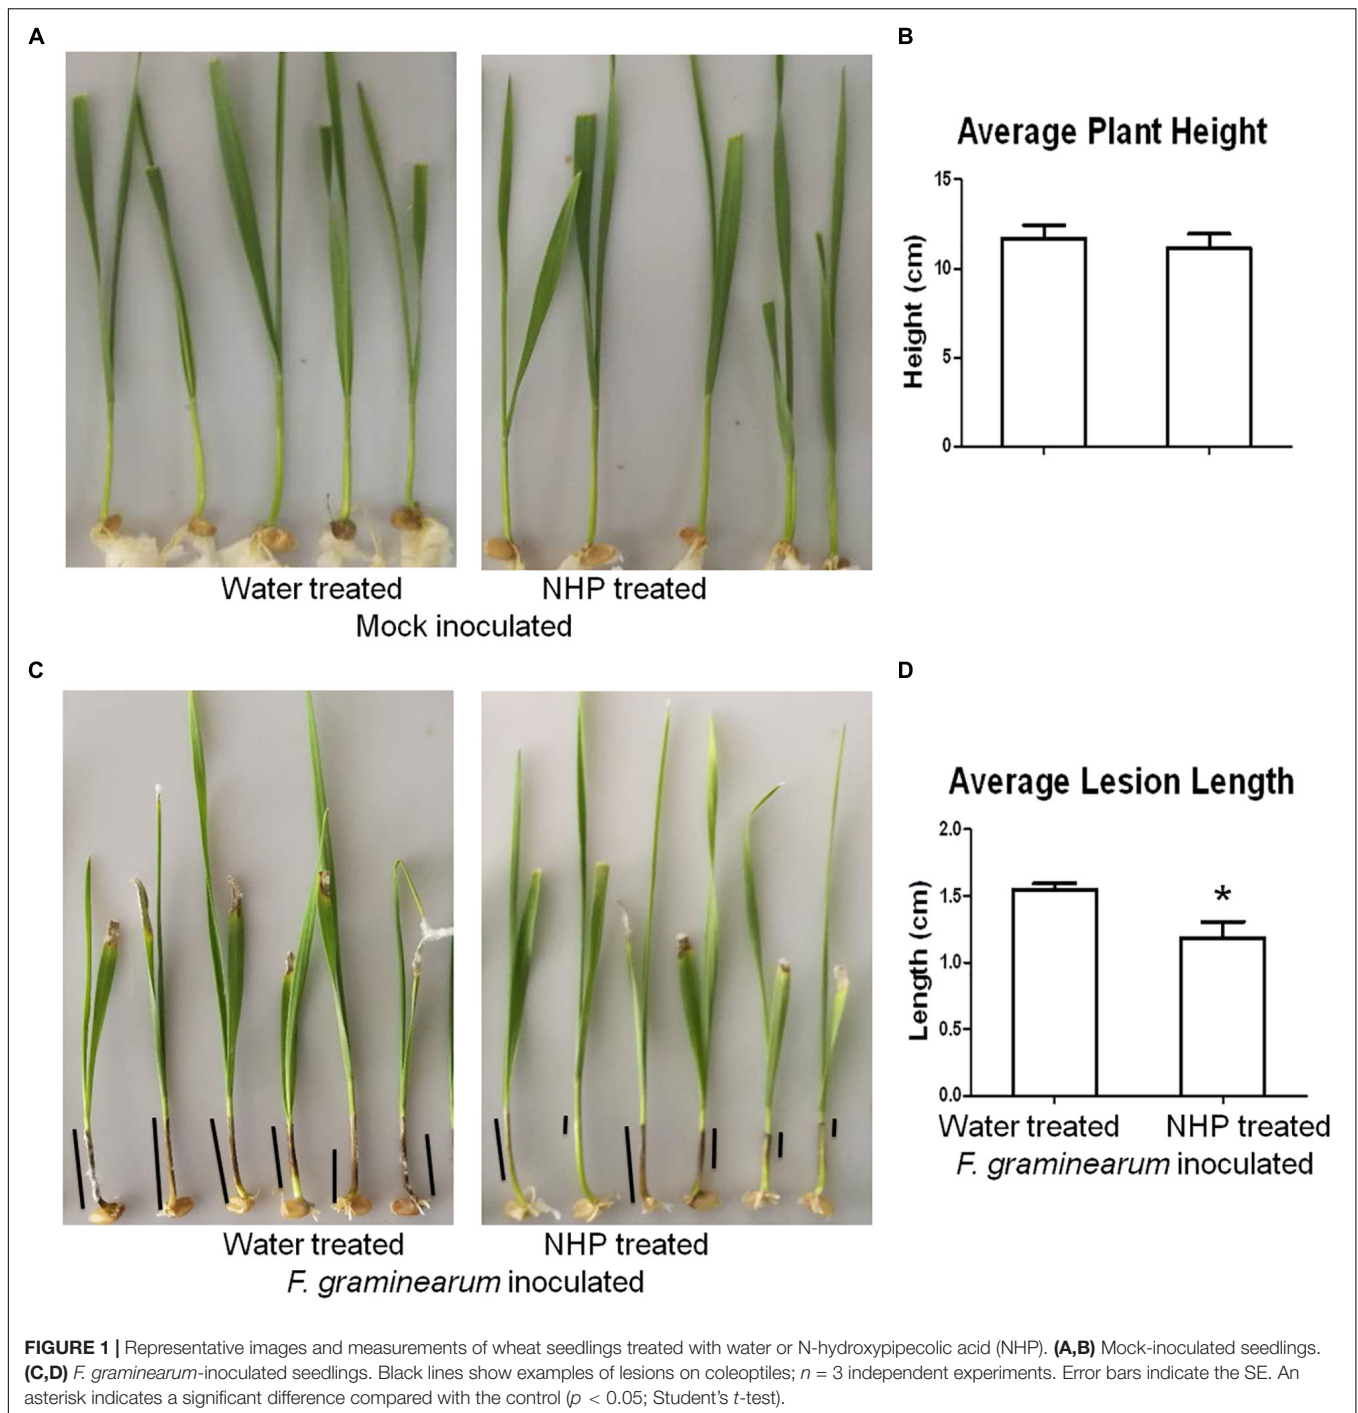 A
B
Average Plant Height
15
10
5
0
Height (cm)
Water treated
NHP treated
Mock inoculated
C
D
Average Lesion Length
2.0
1.5
1.0
0.5
0.0
Length (cm)
*
Water treated
NHP treated
F. graminearum inoculated
Water treated
NHP treated
F. graminearum inoculated
FIGURE 1 | Representative images and measurements of wheat seedlings treated with water or N-hydroxypipecolic acid (NHP). (A,B) Mock-inoculated seedlings.
(C,D) F. graminearum-inoculated seedlings. Black lines show examples of lesions on coleoptiles; n = 3 independent experiments. Error bars indicate the SE. An
asterisk indicates a significant difference compared with the control (p < 0.05; Student's t-test).